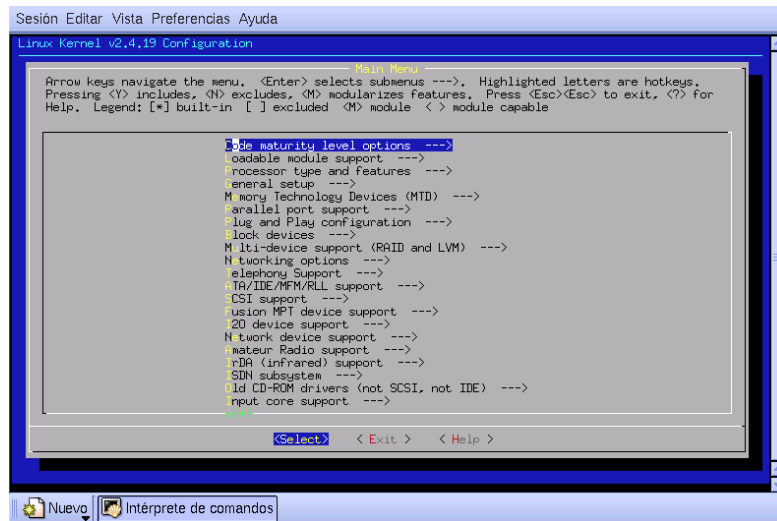 Sesión Editar Vista Preferencias Ayuda
Linux Kernel v2.4.19 Configuration
Main Menu
Arrow keys navigate the menu. <Enter> selects submenus --->. Highlighted letters are hotkeys.
Pressing <Y> includes, <N> excludes, <M> modularizes features. Press <Esc><Esc> to exit, <?> for
Help. Legend: [*] built-in [ ] excluded <M> module < > module capable
Code maturity level options --->
Loadable module support --->
Processor type and features --->
General setup --->
Memory Technology Devices (MTD) --->
Parallel port support --->
Plug and Play configuration --->
Block devices --->
Multi-device support (RAID and LVM) --->
Networking options --->
Telephony Support --->
ATA/IDE/MFM/RLL support --->
SCSI support --->
Fusion MPT device support --->
I2O device support --->
Network device support --->
Amateur Radio support --->
IrDA (infrared) support --->
ISDN subsystem --->
Old CD-ROM drivers (not SCSI, not IDE) --->
Input core support --->
<Select> < Exit > < Help >
Nuevo Intérprete de comandos